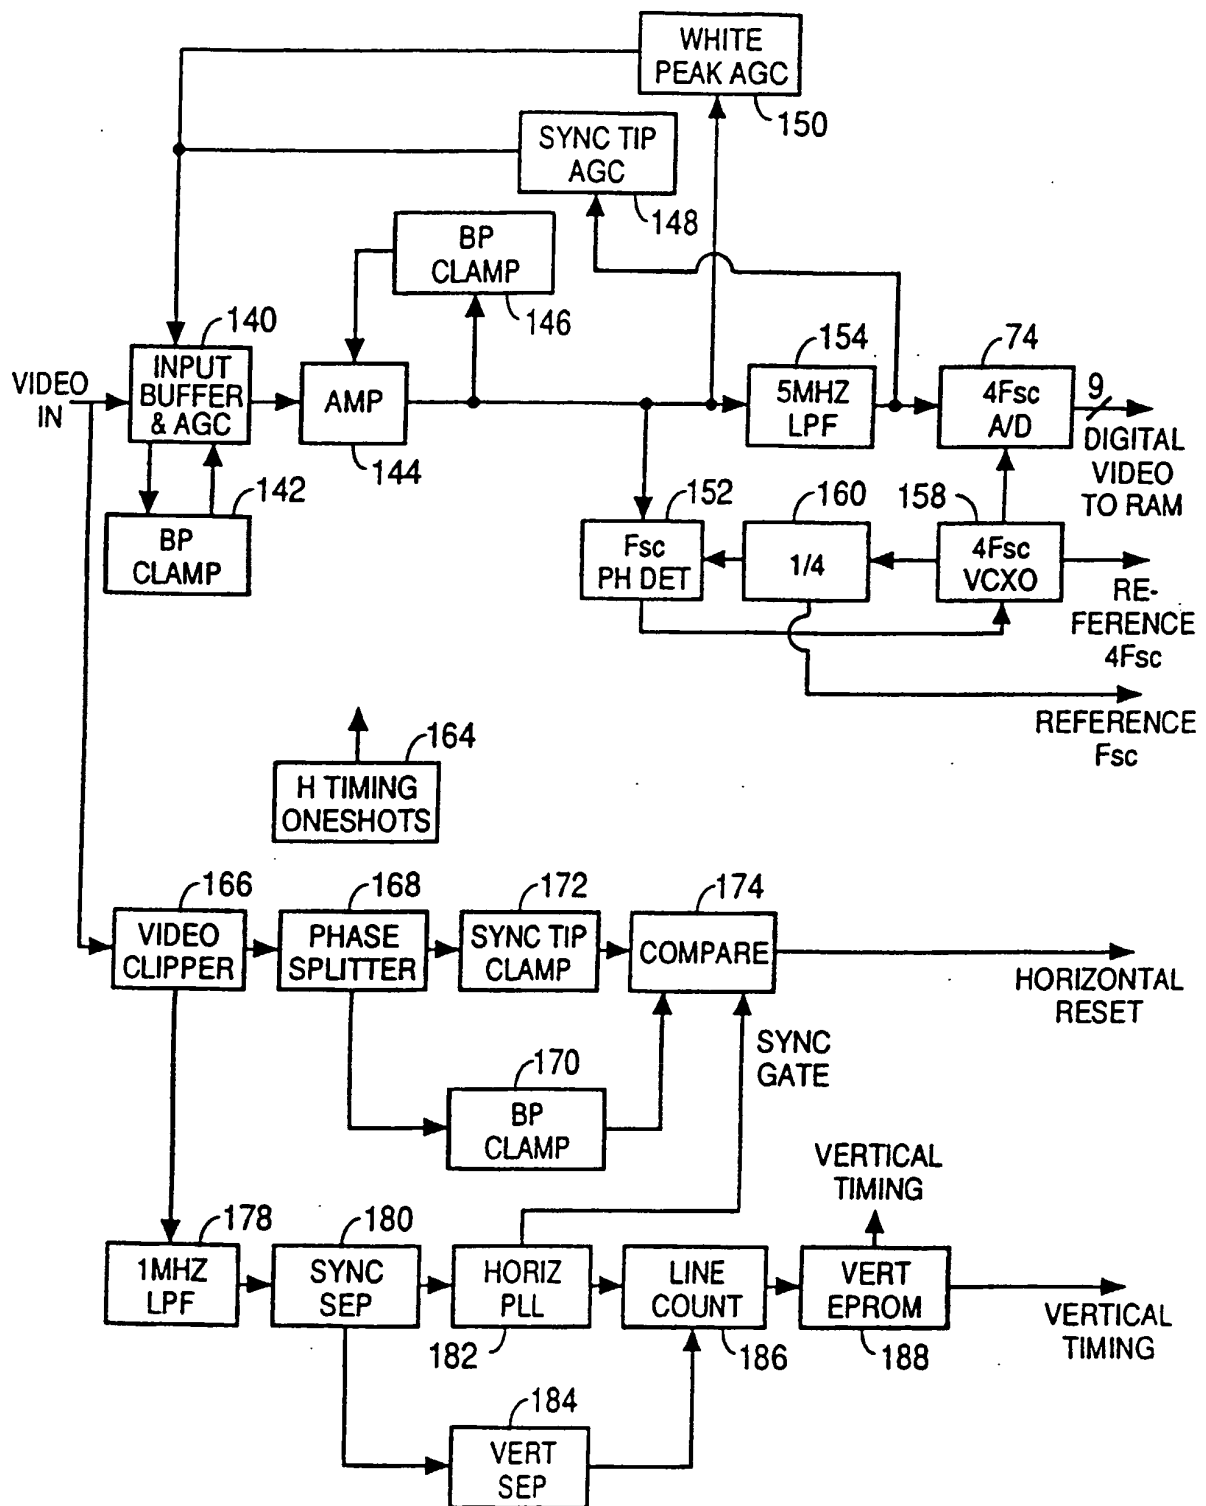 WHITE
PEAK AGC
150
SYNC TIP
AGC
148
BP
CLAMP
146
140
INPUT
BUFFER
& AGC
VIDEO
IN
AMP
144
154
5MHZ
LPF
74
4Fsc
A/D
9
DIGITAL
VIDEO
TO RAM
142
BP
CLAMP
152
Fsc
PH DET
160
1/4
158
4Fsc
VCXO
RE-
FERENCE
4Fsc
REFERENCE
Fsc
164
H TIMING
ONESHOTS
166
VIDEO
CLIPPER
168
PHASE
SPLITTER
172
SYNC TIP
CLAMP
174
COMPARE
HORIZONTAL
RESET
SYNC
GATE
170
BP
CLAMP
VERTICAL
TIMING
178
1MHZ
LPF
180
SYNC
SEP
HORIZ
PLL
182
LINE
COUNT
186
VERT
EPROM
188
VERTICAL
TIMING
184
VERT
SEP